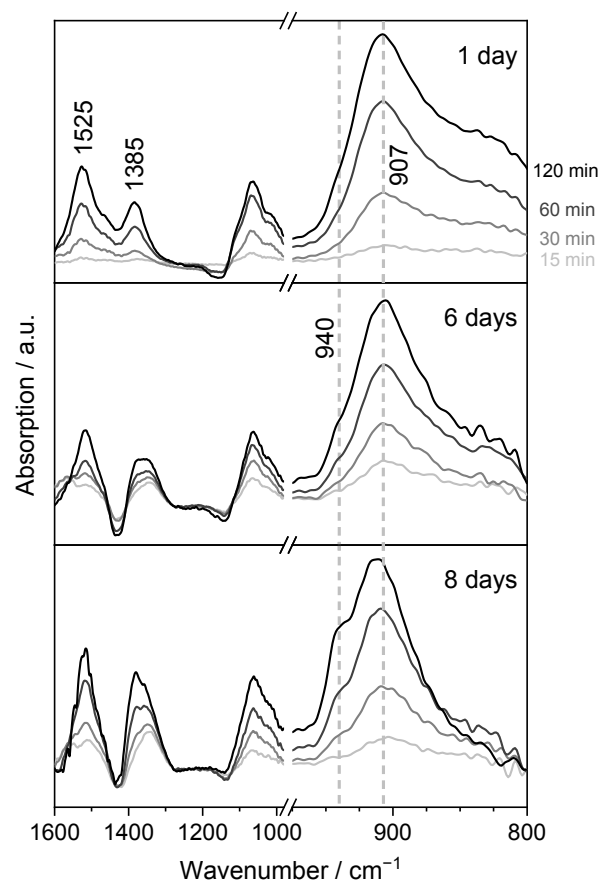 1 day
1525
1385
907
120 min
60 min
30 min
15 min
6 days
940
8 days
Absorption / a.u.
1600 1400 1200 1000 900 800
Wavenumber / cm⁻¹